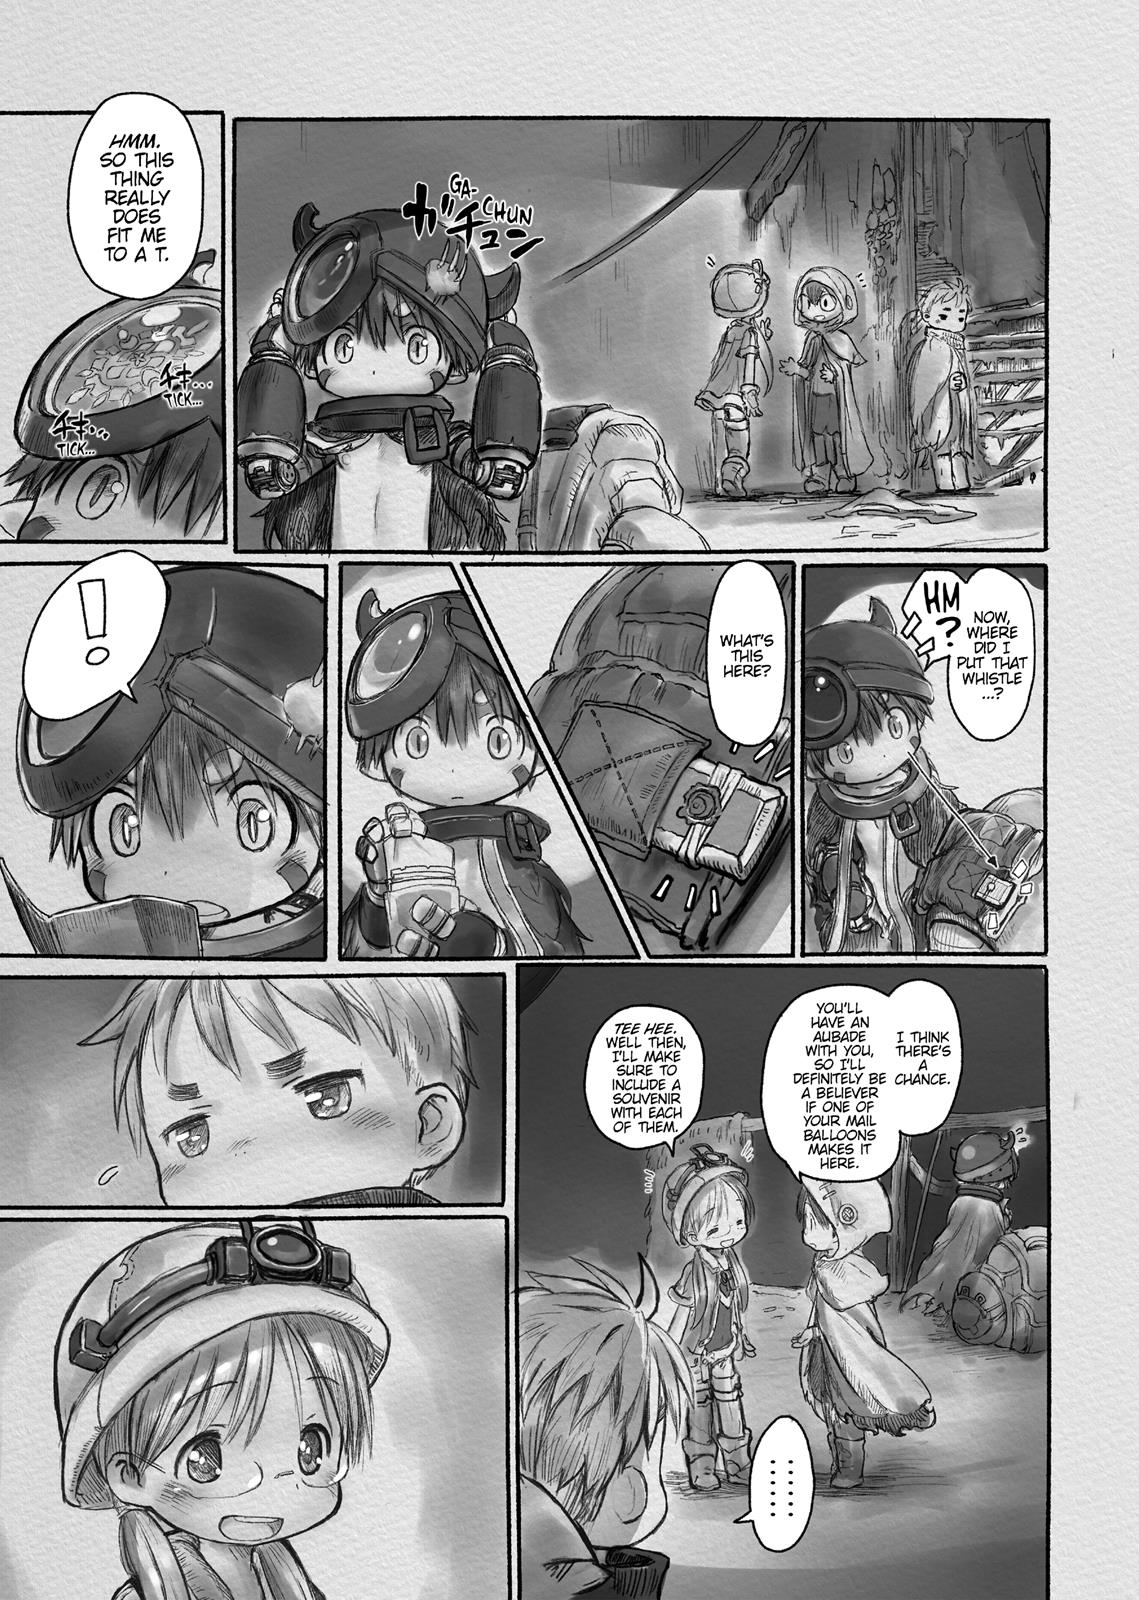 ガッチュン
GA-
CHUN
HMM.
SO THIS
THING
REALLY
DOES
FIT ME
TO A T.
チキ...
TICK...
チキ...
TICK...
HM
?
NOW,
WHERE
DID I
PUT THAT
WHISTLE
...?
WHAT'S
THIS
HERE?
!
I THINK
THERE'S
A
CHANCE.
YOU'LL
HAVE AN
AUBADE
WITH YOU,
SO I'LL
DEFINITELY BE
A BELIEVER
IF ONE OF
YOUR MAIL
BALLOONS
MAKES IT
HERE.
TEE HEE.
WELL THEN,
I'LL MAKE
SURE TO
INCLUDE A
SOUVENIR
WITH EACH
OF THEM.
............